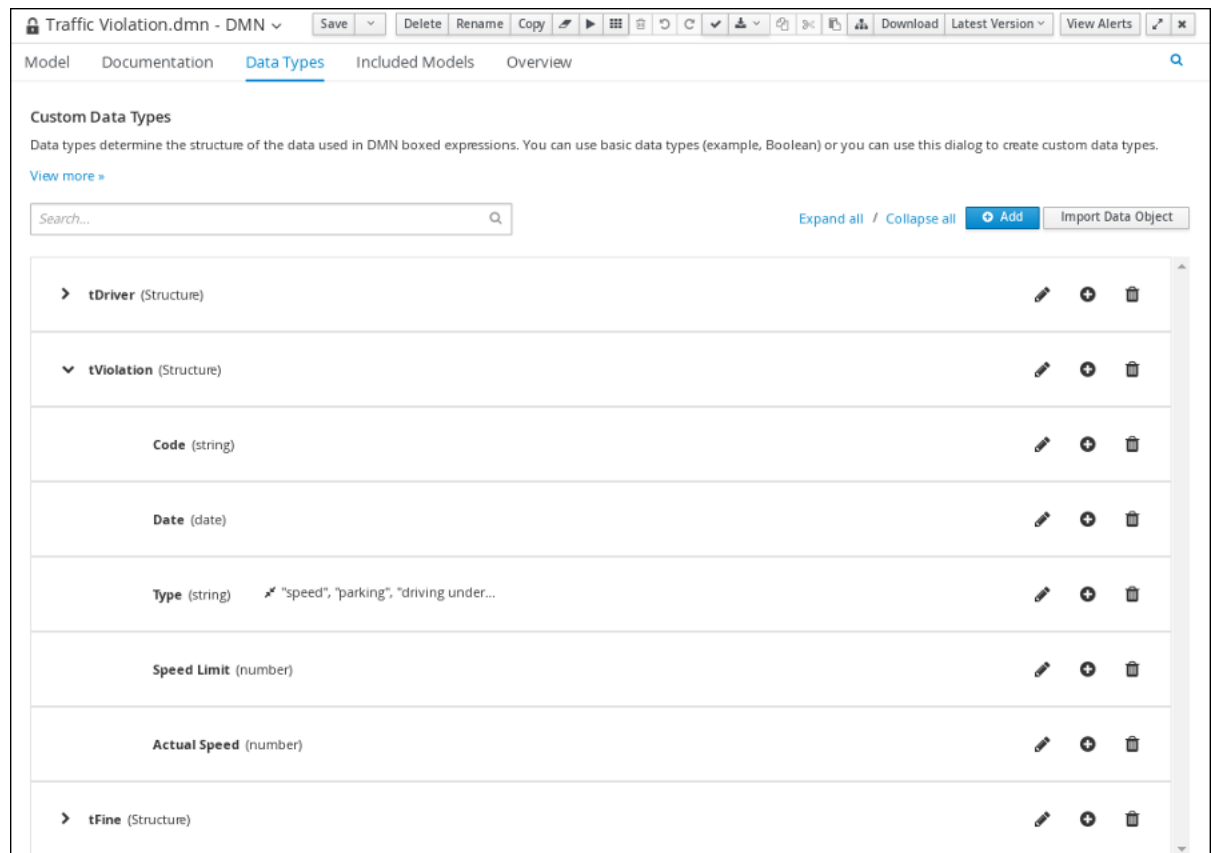 Traffic Violation.dmn - DMN
Save Delete Rename Copy Download Latest Version View Alerts
Model Documentation Data Types Included Models Overview
Custom Data Types
Data types determine the structure of the data used in DMN boxed expressions. You can use basic data types (example, Boolean) or you can use this dialog to create custom data types.
View more »
Search... Expand all / Collapse all Add Import Data Object
tDriver (Structure)
tViolation (Structure)
Code (string)
Date (date)
Type (string) "speed", "parking", "driving under...
Speed Limit (number)
Actual Speed (number)
tFine (Structure)